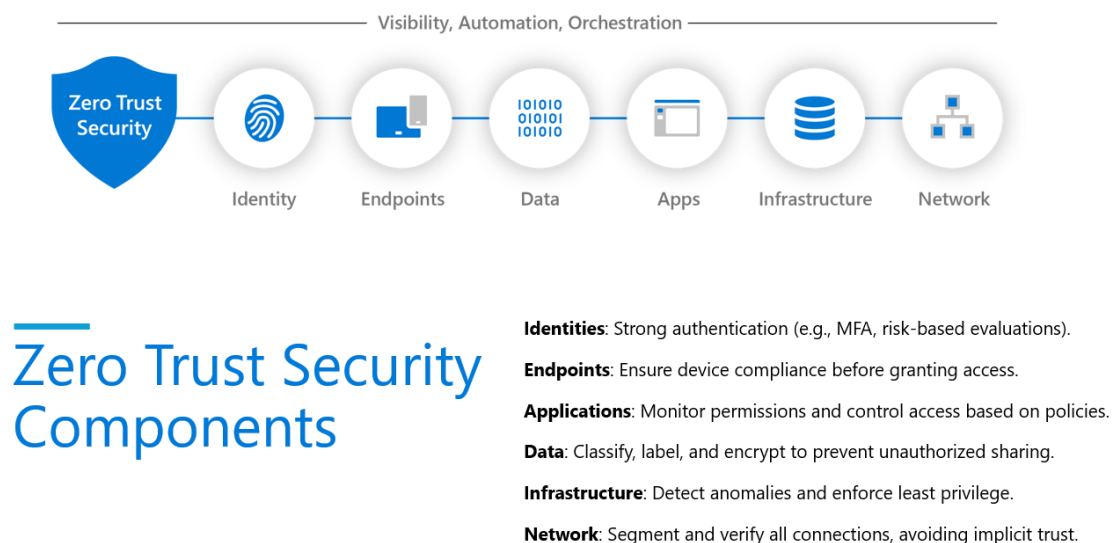 Visibility, Automation, Orchestration
Zero Trust
Security
Identity
Endpoints
101010
010101
101010
Data
Apps
Infrastructure
Network
Zero Trust Security
Components
Identities: Strong authentication (e.g., MFA, risk-based evaluations).
Endpoints: Ensure device compliance before granting access.
Applications: Monitor permissions and control access based on policies.
Data: Classify, label, and encrypt to prevent unauthorized sharing.
Infrastructure: Detect anomalies and enforce least privilege.
Network: Segment and verify all connections, avoiding implicit trust.